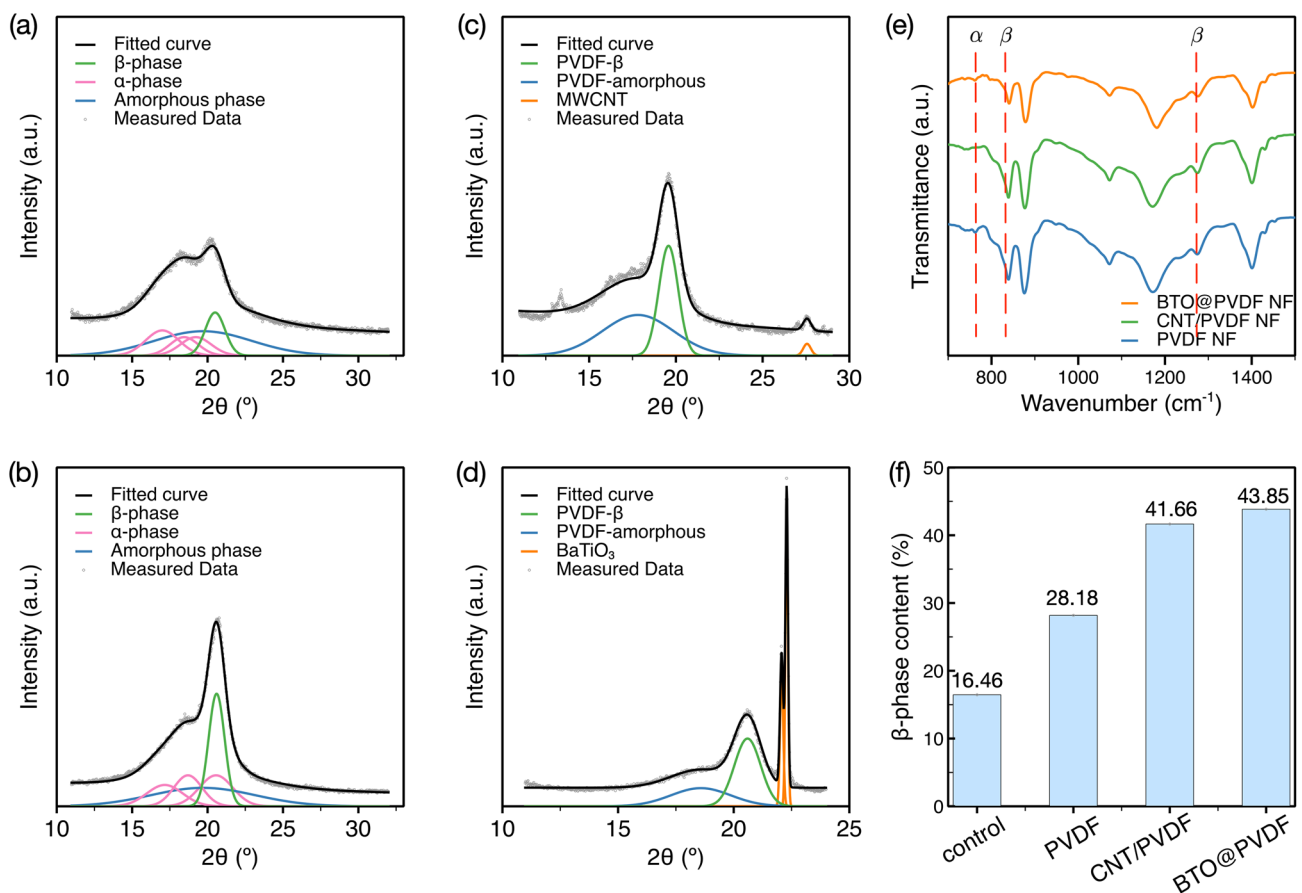 (a)
Fitted curve
β-phase
α-phase
Amorphous phase
Measured Data
Intensity (a.u.)
10 15 20 25 30
2θ (º)
(c)
Fitted curve
PVDF-β
PVDF-amorphous
MWCNT
Measured Data
Intensity (a.u.)
10 15 20 25 30
2θ (º)
(e)
α β β
Transmittance (a.u.)
BTO@PVDF NF
CNT/PVDF NF
PVDF NF
800 1000 1200 1400
Wavenumber (cm⁻¹)
(b)
Fitted curve
β-phase
α-phase
Amorphous phase
Measured Data
Intensity (a.u.)
10 15 20 25 30
2θ (º)
(d)
Fitted curve
PVDF-β
PVDF-amorphous
BaTiO₃
Measured Data
Intensity (a.u.)
10 15 20 25
2θ (º)
(f)
β-phase content (%)
50
40
30
20
10
0
16.46
28.18
41.66
43.85
control
PVDF
CNT/PVDF
BTO@PVDF